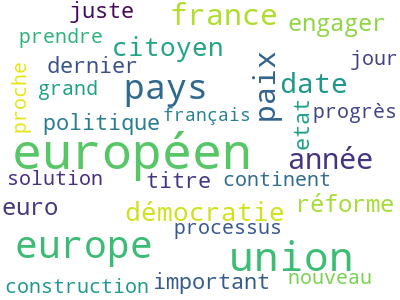 juste france engager
prendre citoyen jour
dernier paix
proche grand pays date
politique français etat progrès
européen année
solution titre continent
euro démocratie réforme
processus
europe union
construction important nouveau